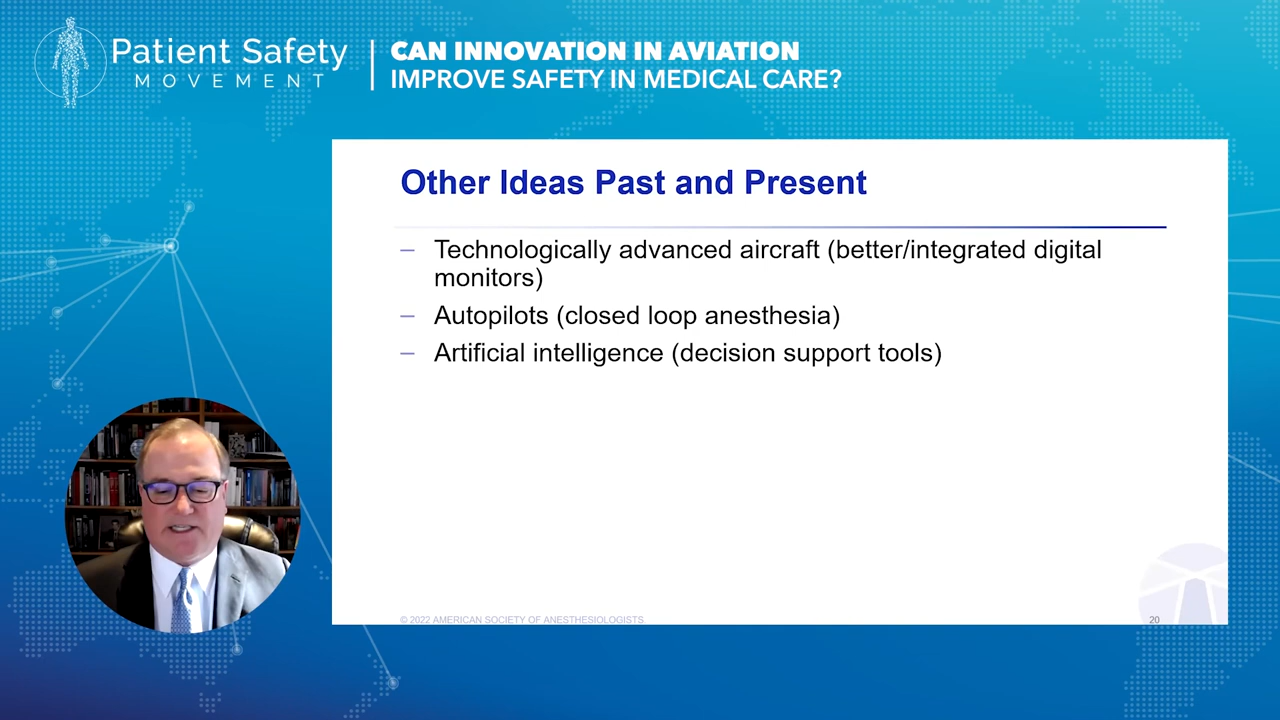 Patient Safety
MOVEMENT
CAN INNOVATION IN AVIATION
IMPROVE SAFETY IN MEDICAL CARE?
Other Ideas Past and Present
– Technologically advanced aircraft (better/integrated digital
monitors)
– Autopilots (closed loop anesthesia)
– Artificial intelligence (decision support tools)
© 2022 AMERICAN SOCIETY OF ANESTHESIOLOGISTS.
20